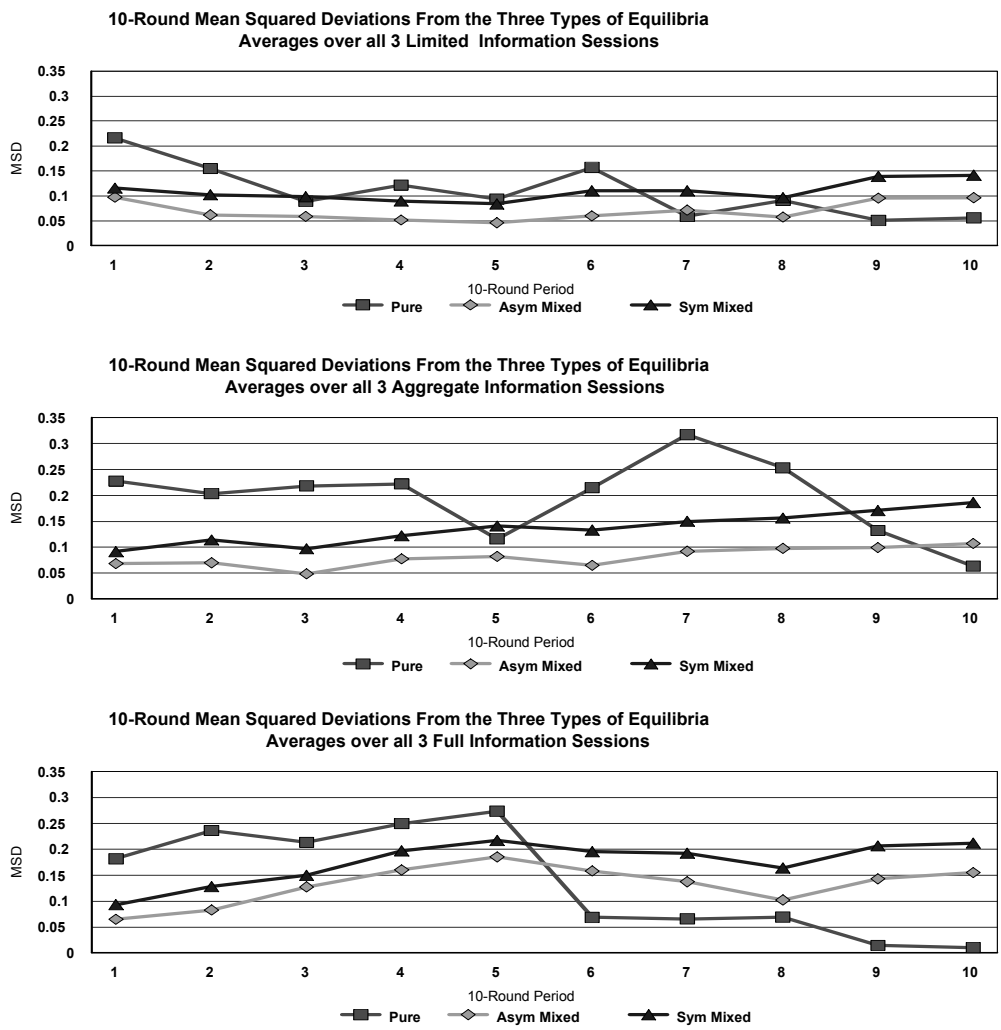 10-Round Mean Squared Deviations From the Three Types of Equilibria
Averages over all 3 Limited Information Sessions
0.35
0.3
0.25
0.2
0.15
0.1
0.05
0
MSD
1 2 3 4 5 6 7 8 9 10
10-Round Period
Pure Asym Mixed Sym Mixed
10-Round Mean Squared Deviations From the Three Types of Equilibria
Averages over all 3 Aggregate Information Sessions
0.35
0.3
0.25
0.2
0.15
0.1
0.05
0
MSD
1 2 3 4 5 6 7 8 9 10
10-Round Period
Pure Asym Mixed Sym Mixed
10-Round Mean Squared Deviations From the Three Types of Equilibria
Averages over all 3 Full Information Sessions
0.35
0.3
0.25
0.2
0.15
0.1
0.05
0
MSD
1 2 3 4 5 6 7 8 9 10
10-Round Period
Pure Asym Mixed Sym Mixed